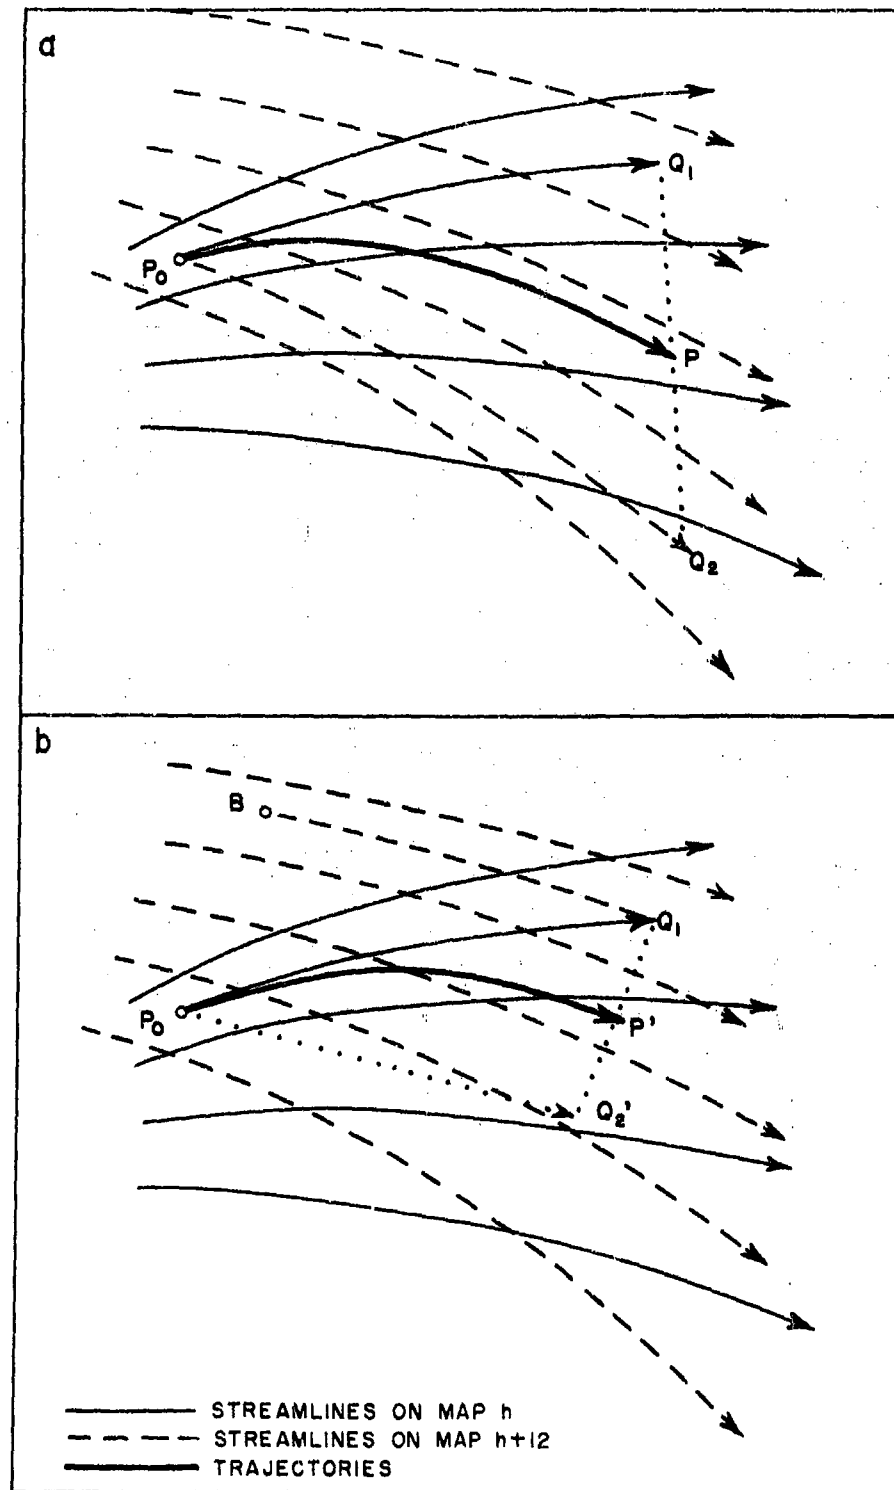 a
Q₁
P₀
P
Q₂
b
B
Q₁
P₀
P'
Q₂'
STREAMLINES ON MAP h
STREAMLINES ON MAP h+12
TRAJECTORIES